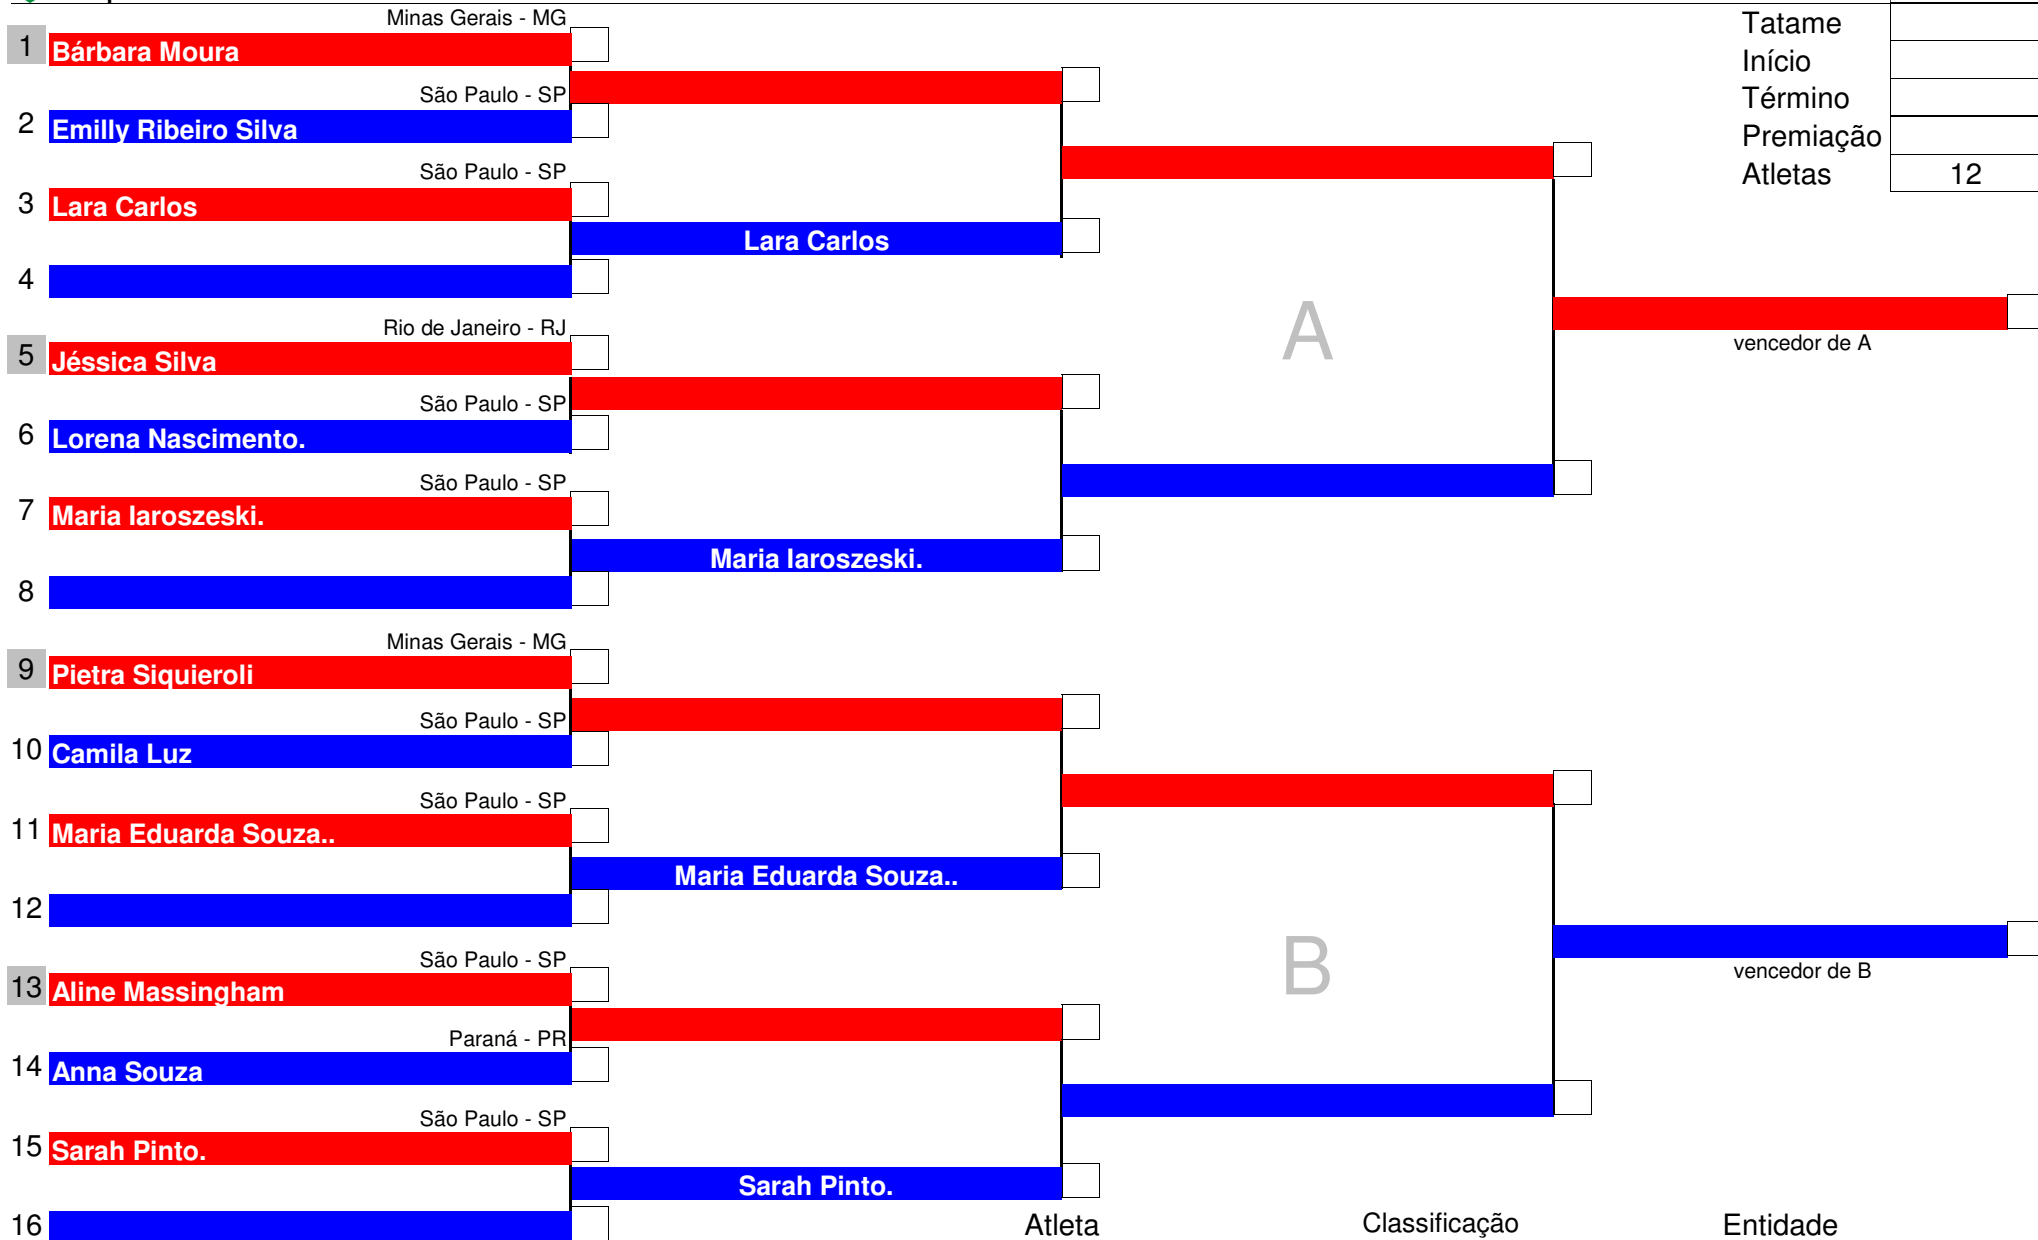 Minas Gerais - MG
1 Bárbara Moura
São Paulo - SP
2 Emilly Ribeiro Silva
São Paulo - SP
3 Lara Carlos
Lara Carlos
4
Rio de Janeiro - RJ
5 Jéssica Silva
São Paulo - SP
6 Lorena Nascimento.
São Paulo - SP
7 Maria Iaroszeski.
Maria Iaroszeski.
8
Minas Gerais - MG
9 Pietra Siquieroli
São Paulo - SP
10 Camila Luz
São Paulo - SP
11 Maria Eduarda Souza..
Maria Eduarda Souza..
12
São Paulo - SP
13 Aline Massingham
Paraná - PR
14 Anna Souza
São Paulo - SP
15 Sarah Pinto.
Sarah Pinto.
16
A
vencedor de A
B
vencedor de B
Tatame
Início
Término
Premiação
Atletas 12
Atleta Classificação Entidade